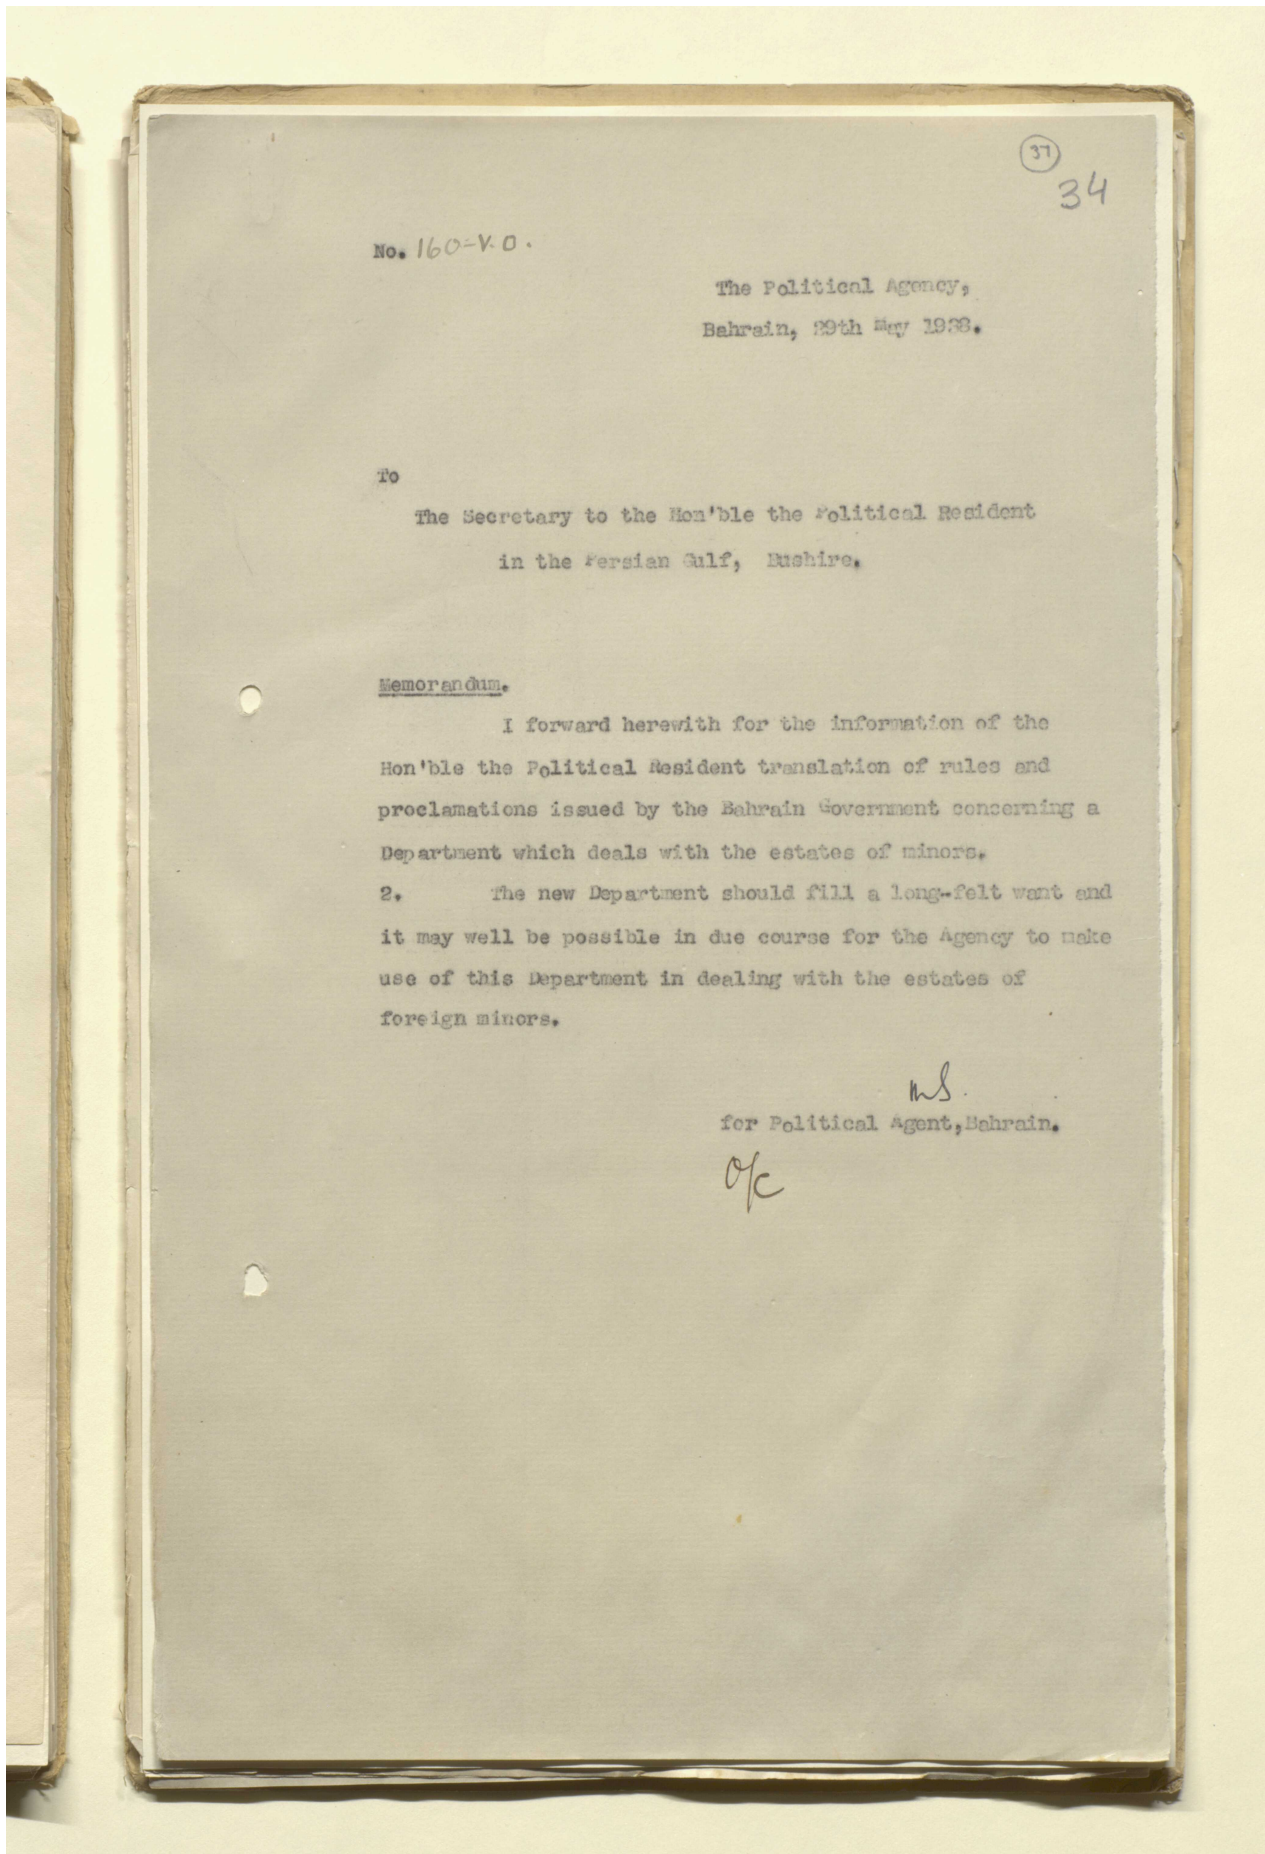 37
34
No. 160-V.O.
The Political Agency,
Bahrain, 29th May 1938.
To
The Secretary to the Hon'ble the Political Resident
in the Persian Gulf, Bushire.
Memorandum.
I forward herewith for the information of the
Hon'ble the Political Resident translation of rules and
proclamations issued by the Bahrain Government concerning a
Department which deals with the estates of minors.
2. The new Department should fill a long-felt want and
it may well be possible in due course for the Agency to make
use of this Department in dealing with the estates of
foreign minors.
for Political Agent,Bahrain.
O/c